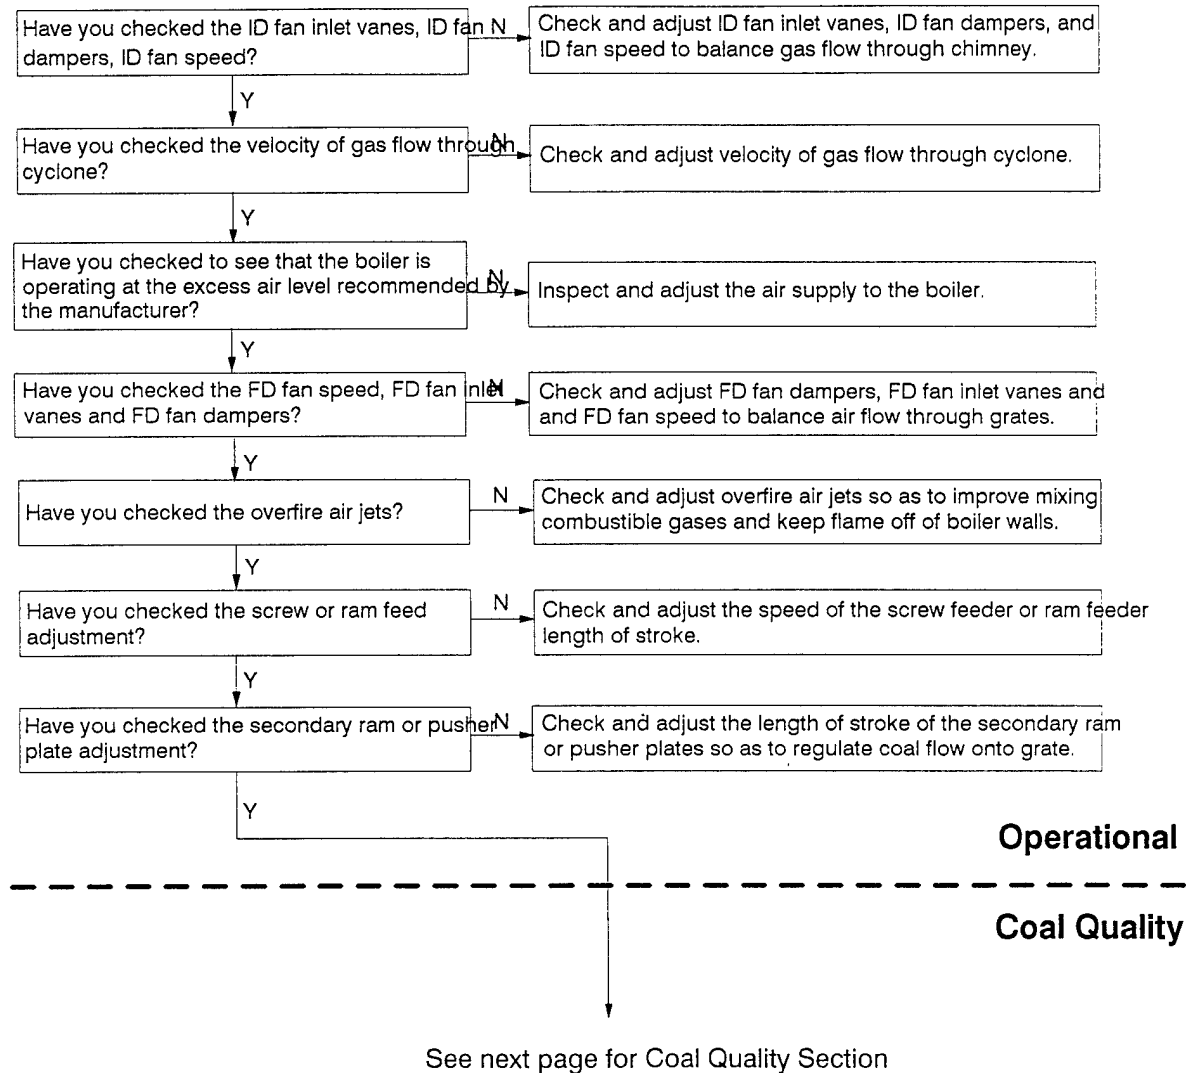 Have you checked the ID fan inlet vanes, ID fan
dampers, ID fan speed?
N
Check and adjust ID fan inlet vanes, ID fan dampers, and
ID fan speed to balance gas flow through chimney.
Y
Have you checked the velocity of gas flow through
cyclone?
N
Check and adjust velocity of gas flow through cyclone.
Y
Have you checked to see that the boiler is
operating at the excess air level recommended by
the manufacturer?
N
Inspect and adjust the air supply to the boiler.
Y
Have you checked the FD fan speed, FD fan inlet
vanes and FD fan dampers?
N
Check and adjust FD fan dampers, FD fan inlet vanes and
and FD fan speed to balance air flow through grates.
Y
Have you checked the overfire air jets?
N
Check and adjust overfire air jets so as to improve mixing
combustible gases and keep flame off of boiler walls.
Y
Have you checked the screw or ram feed
adjustment?
N
Check and adjust the speed of the screw feeder or ram feeder
length of stroke.
Y
Have you checked the secondary ram or pusher
plate adjustment?
N
Check and adjust the length of stroke of the secondary ram
or pusher plates so as to regulate coal flow onto grate.
Y
Operational
Coal Quality
See next page for Coal Quality Section